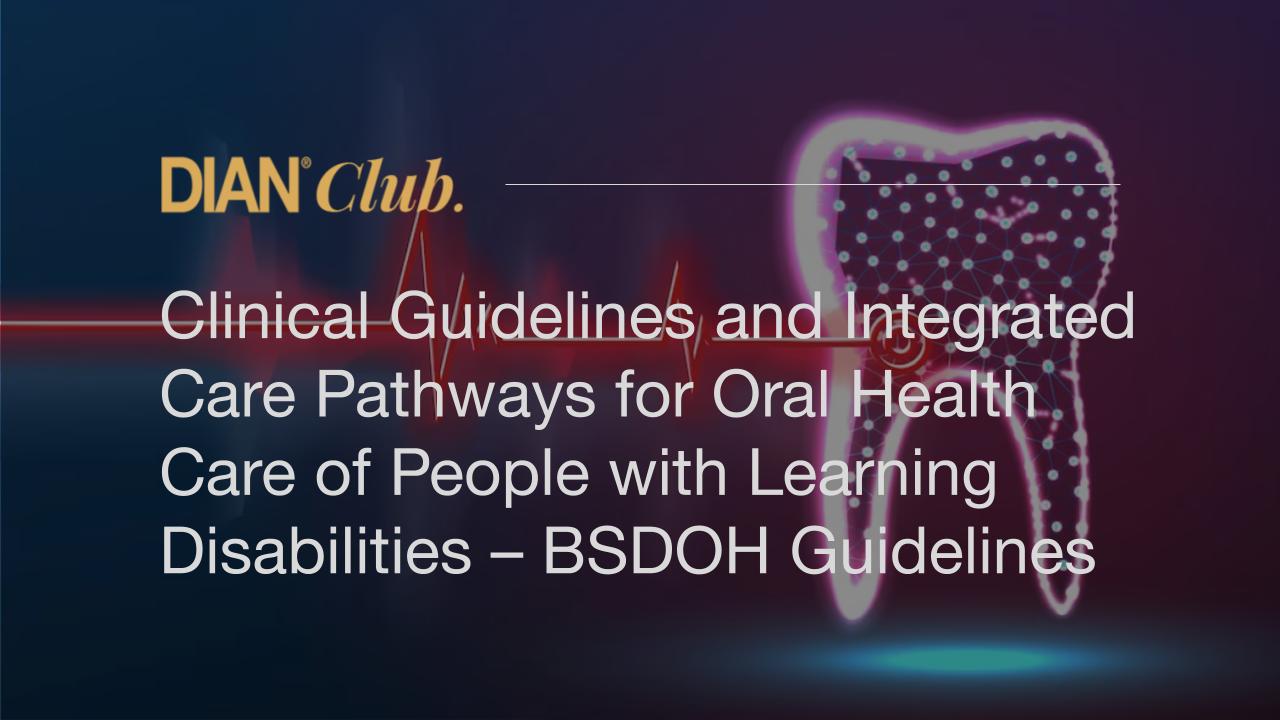 DIAN® Club.
Clinical Guidelines and Integrated
Care Pathways for Oral Health
Care of People with Learning
Disabilities – BSDOH Guidelines